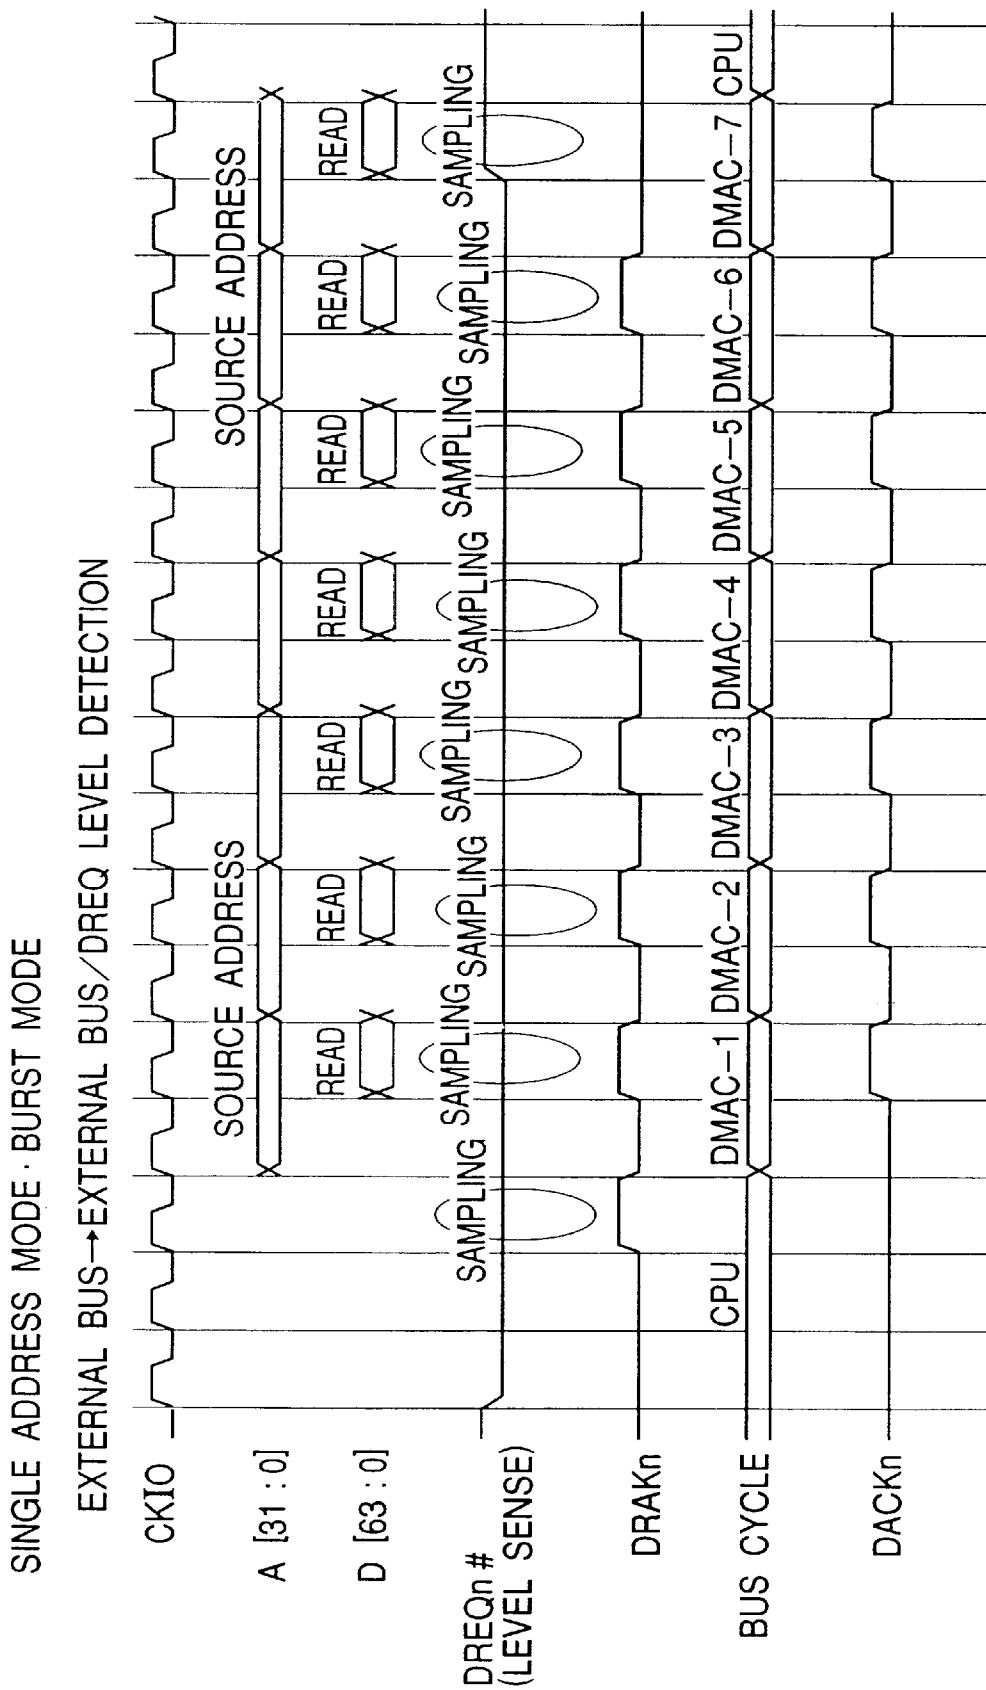 SINGLE ADDRESS MODE · BURST MODE
EXTERNAL BUS→EXTERNAL BUS/DREQ LEVEL DETECTION
CKIO
SOURCE ADDRESS SOURCE ADDRESS
A [31 : 0]
READ READ READ READ READ READ READ
D [63 : 0]
SAMPLING SAMPLING SAMPLING SAMPLING SAMPLING SAMPLING SAMPLING SAMPLING
DREQn #
(LEVEL SENSE)
DRAKn
CPU DMAC-1 DMAC-2 DMAC-3 DMAC-4 DMAC-5 DMAC-6 DMAC-7 CPU
BUS CYCLE
DACKn